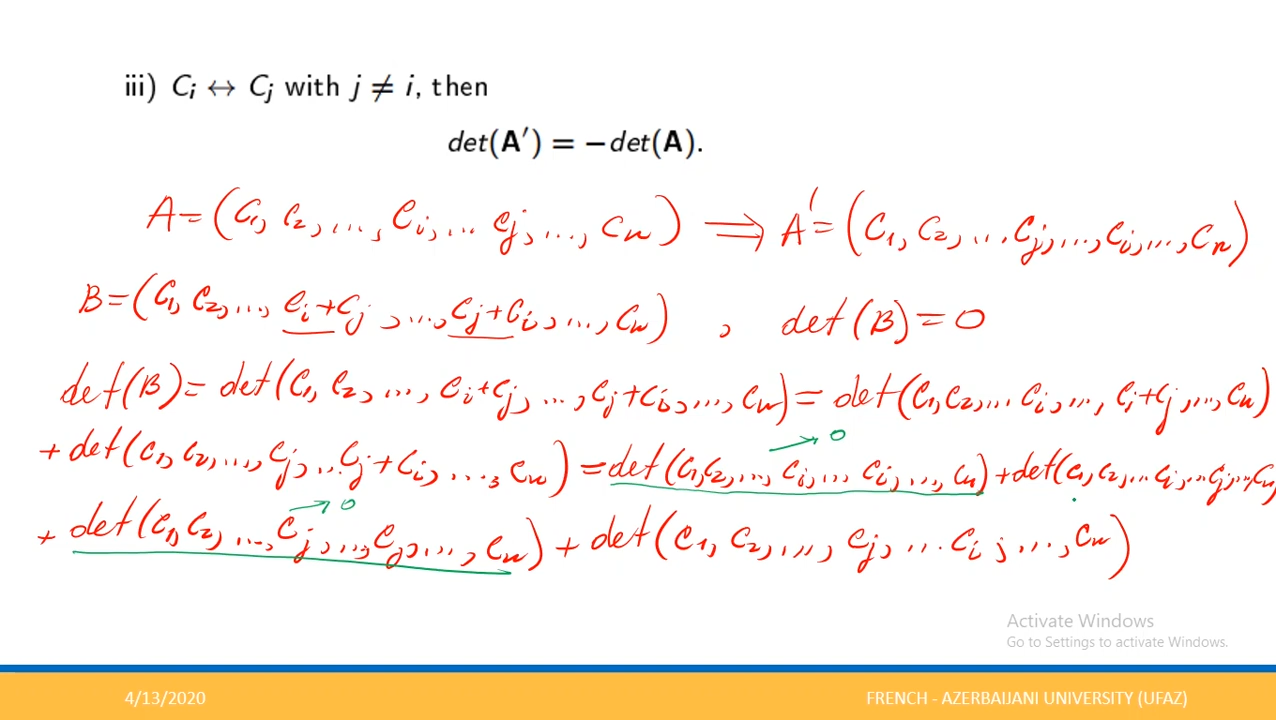 iii) Cᵢ ↔ Cⱼ with j ≠ i, then
det(A′) = −det(A).
A = (C₁, C₂, ..., Cᵢ, ... Cⱼ, ..., Cₙ) ⟹ A′ = (C₁, C₂, ... Cⱼ, ..., Cᵢ, ..., Cₙ)
B = (C₁, C₂, ..., Cᵢ+Cⱼ, ..., Cⱼ+Cᵢ, ..., Cₙ) , det(B) = 0
det(B) = det(C₁, C₂, ..., Cᵢ+Cⱼ, ..., Cⱼ+Cᵢ, ..., Cₙ) = det(C₁, C₂, ... Cᵢ, ..., Cᵢ+Cⱼ, ..., Cₙ)
→ 0
+ det(C₁, C₂, ..., Cⱼ, ... Cⱼ+Cᵢ, ..., Cₙ) = det(C₁, C₂, ..., Cᵢ, ... Cᵢ, ..., Cₙ) + det(C₁, C₂, ... Cᵢ, ... Cⱼ, ... Cₙ
→ 0
+ det(C₁, C₂, ..., Cⱼ, ..., Cⱼ, ..., Cₙ) + det(C₁, C₂, ..., Cⱼ, ... Cᵢ, ..., Cₙ)
Activate Windows
Go to Settings to activate Windows.
4/13/2020 FRENCH - AZERBAIJANI UNIVERSITY (UFAZ)